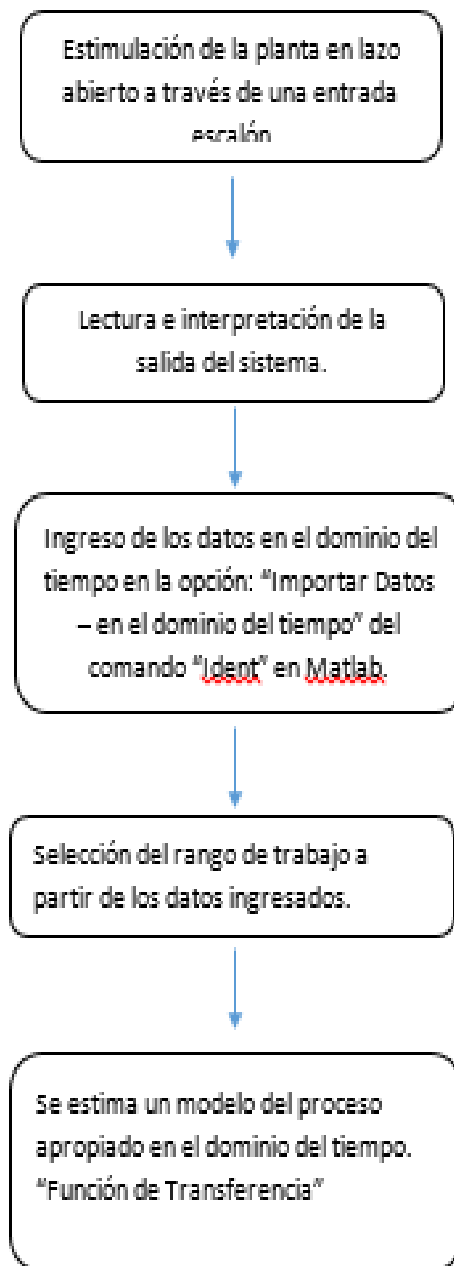 Estimulación de la planta en lazo
abierto a través de una entrada
escalón
Lectura e interpretación de la
salida del sistema.
Ingreso de los datos en el dominio del
tiempo en la opción: “Importar Datos
– en el dominio del tiempo” del
comando “Ident” en Matlab.
Selección del rango de trabajo a
partir de los datos ingresados.
Se estima un modelo del proceso
apropiado en el dominio del tiempo.
“Función de Transferencia”